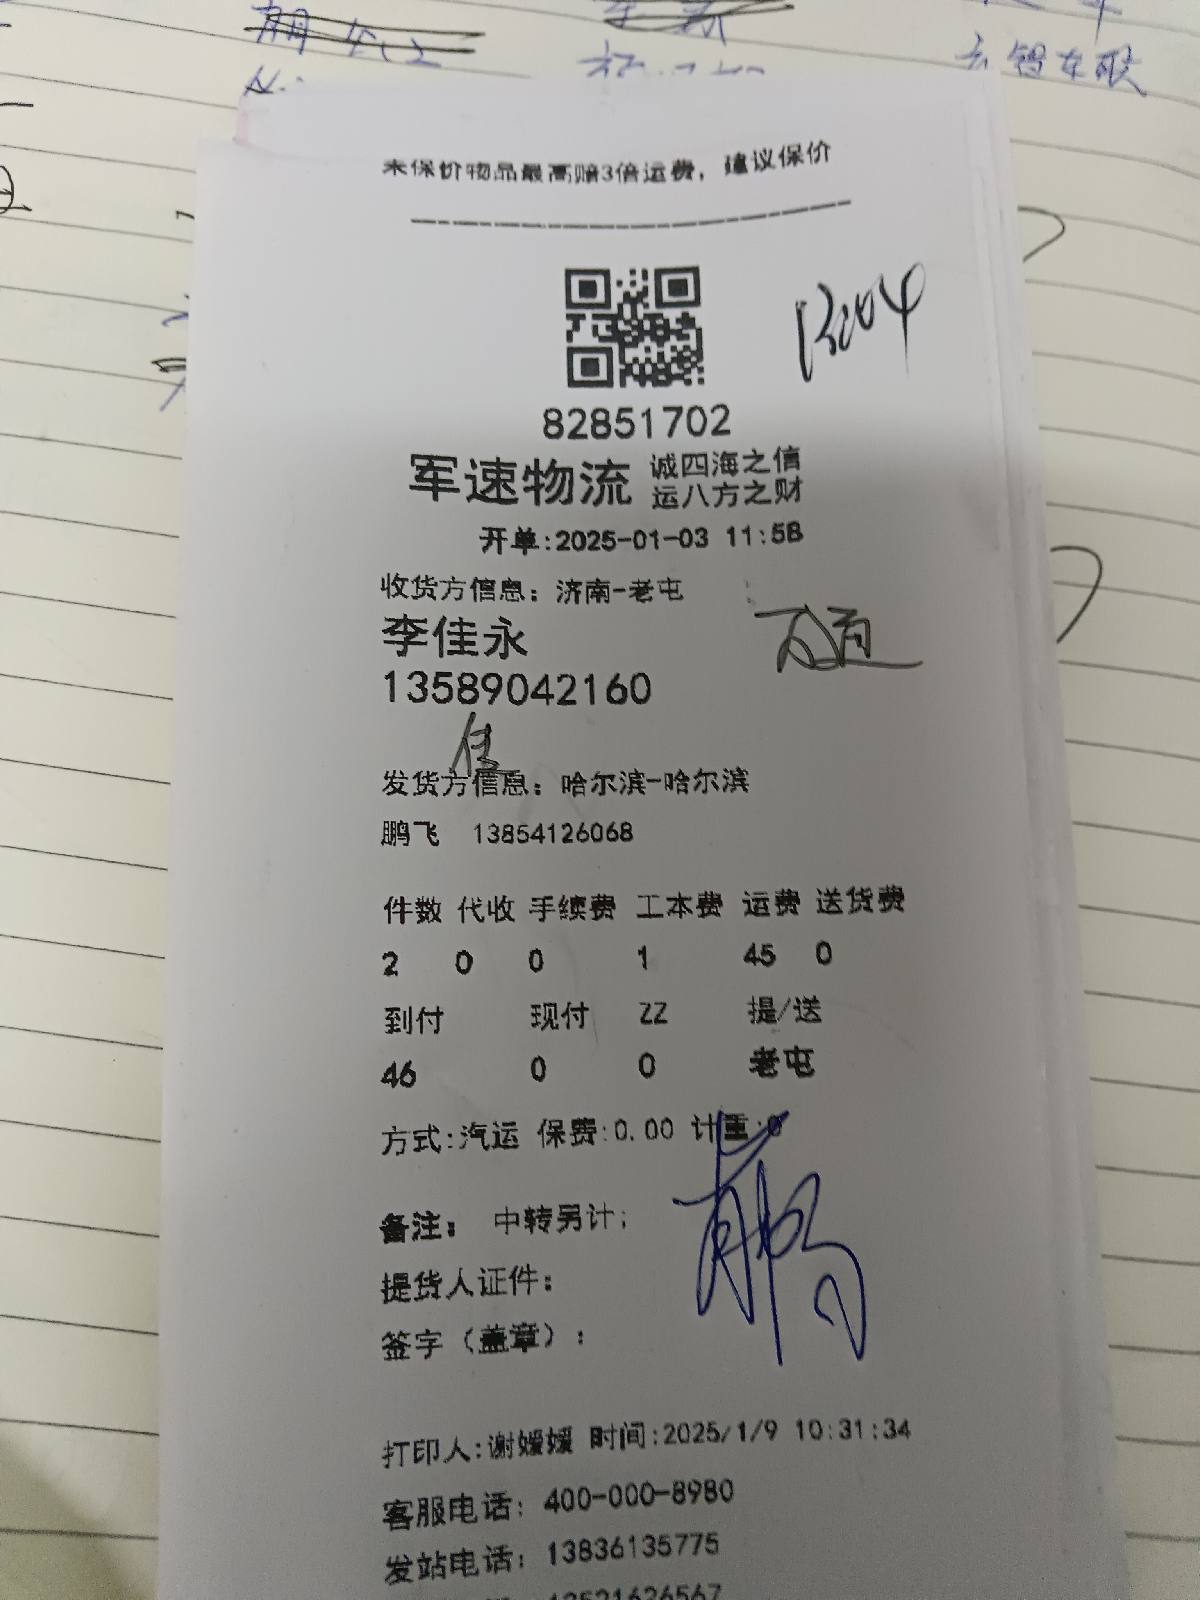 云智车联
未保价物品最高赔3倍运费，建议保价
82851702
军速物流 诚四海之信
运八方之财
开单:2025-01-03 11:58
收货方信息：济南-老屯
李佳永
13589042160
佳
发货方信息：哈尔滨-哈尔滨
鹏飞 13854126068
件数 代收 手续费 工本费 运费 送货费
2 0 0 1 45 0
到付 现付 ZZ 提/送
46 0 0 老屯
方式:汽运 保费:0.00 计重:0
备注： 中转另计;
提货人证件：
签字（盖章）：
打印人:谢媛媛 时间:2025/1/9 10:31:34
客服电话：400-000-8980
发站电话：13836135775